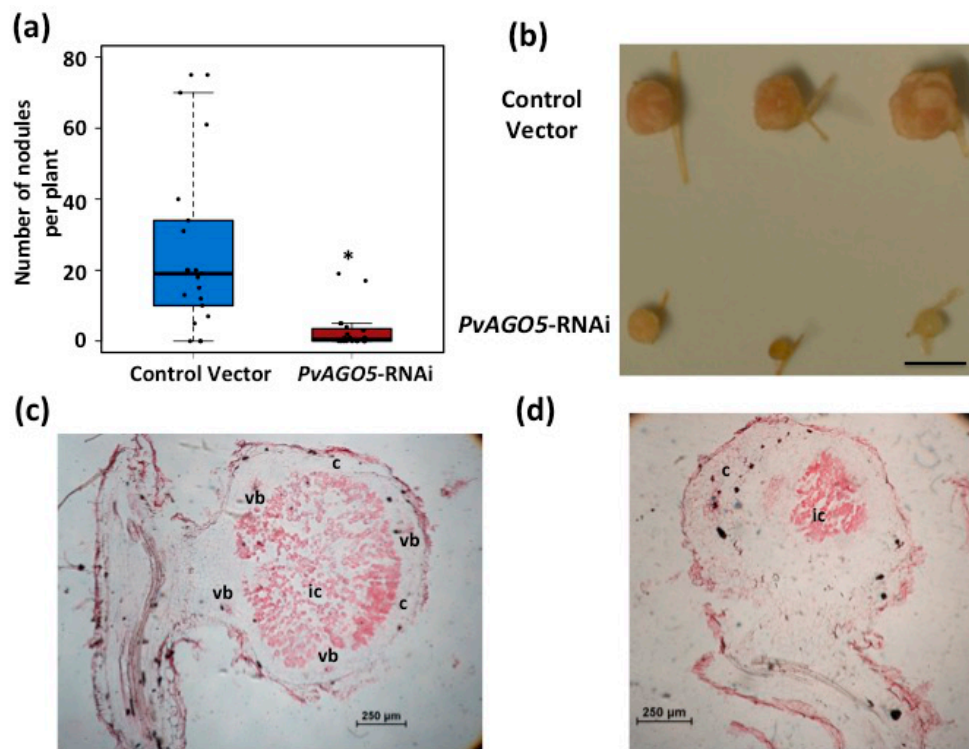 (a)
80
60
40
20
0
Number of nodules
per plant
*
Control Vector
PvAGO5-RNAi
(b)
Control
Vector
PvAGO5-RNAi
(c)
c
vb
vb
ic
c
vb
vb
250 µm
(d)
c
ic
250 µm